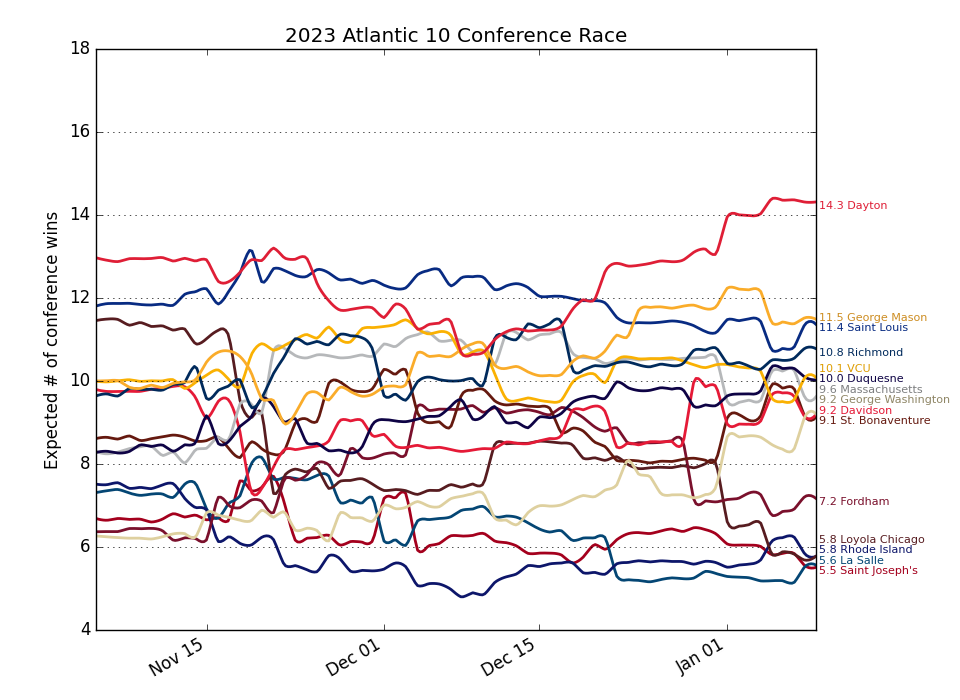 2023 Atlantic 10 Conference Race
Expected # of conference wins
18
16
14
12
10
8
6
4
Nov 15
Dec 01
Dec 15
Jan 01
14.3 Dayton
11.5 George Mason
11.4 Saint Louis
10.8 Richmond
10.1 VCU
10.0 Duquesne
9.6 Massachusetts
9.2 George Washington
9.2 Davidson
9.1 St. Bonaventure
7.2 Fordham
5.8 Loyola Chicago
5.8 Rhode Island
5.6 La Salle
5.5 Saint Joseph's